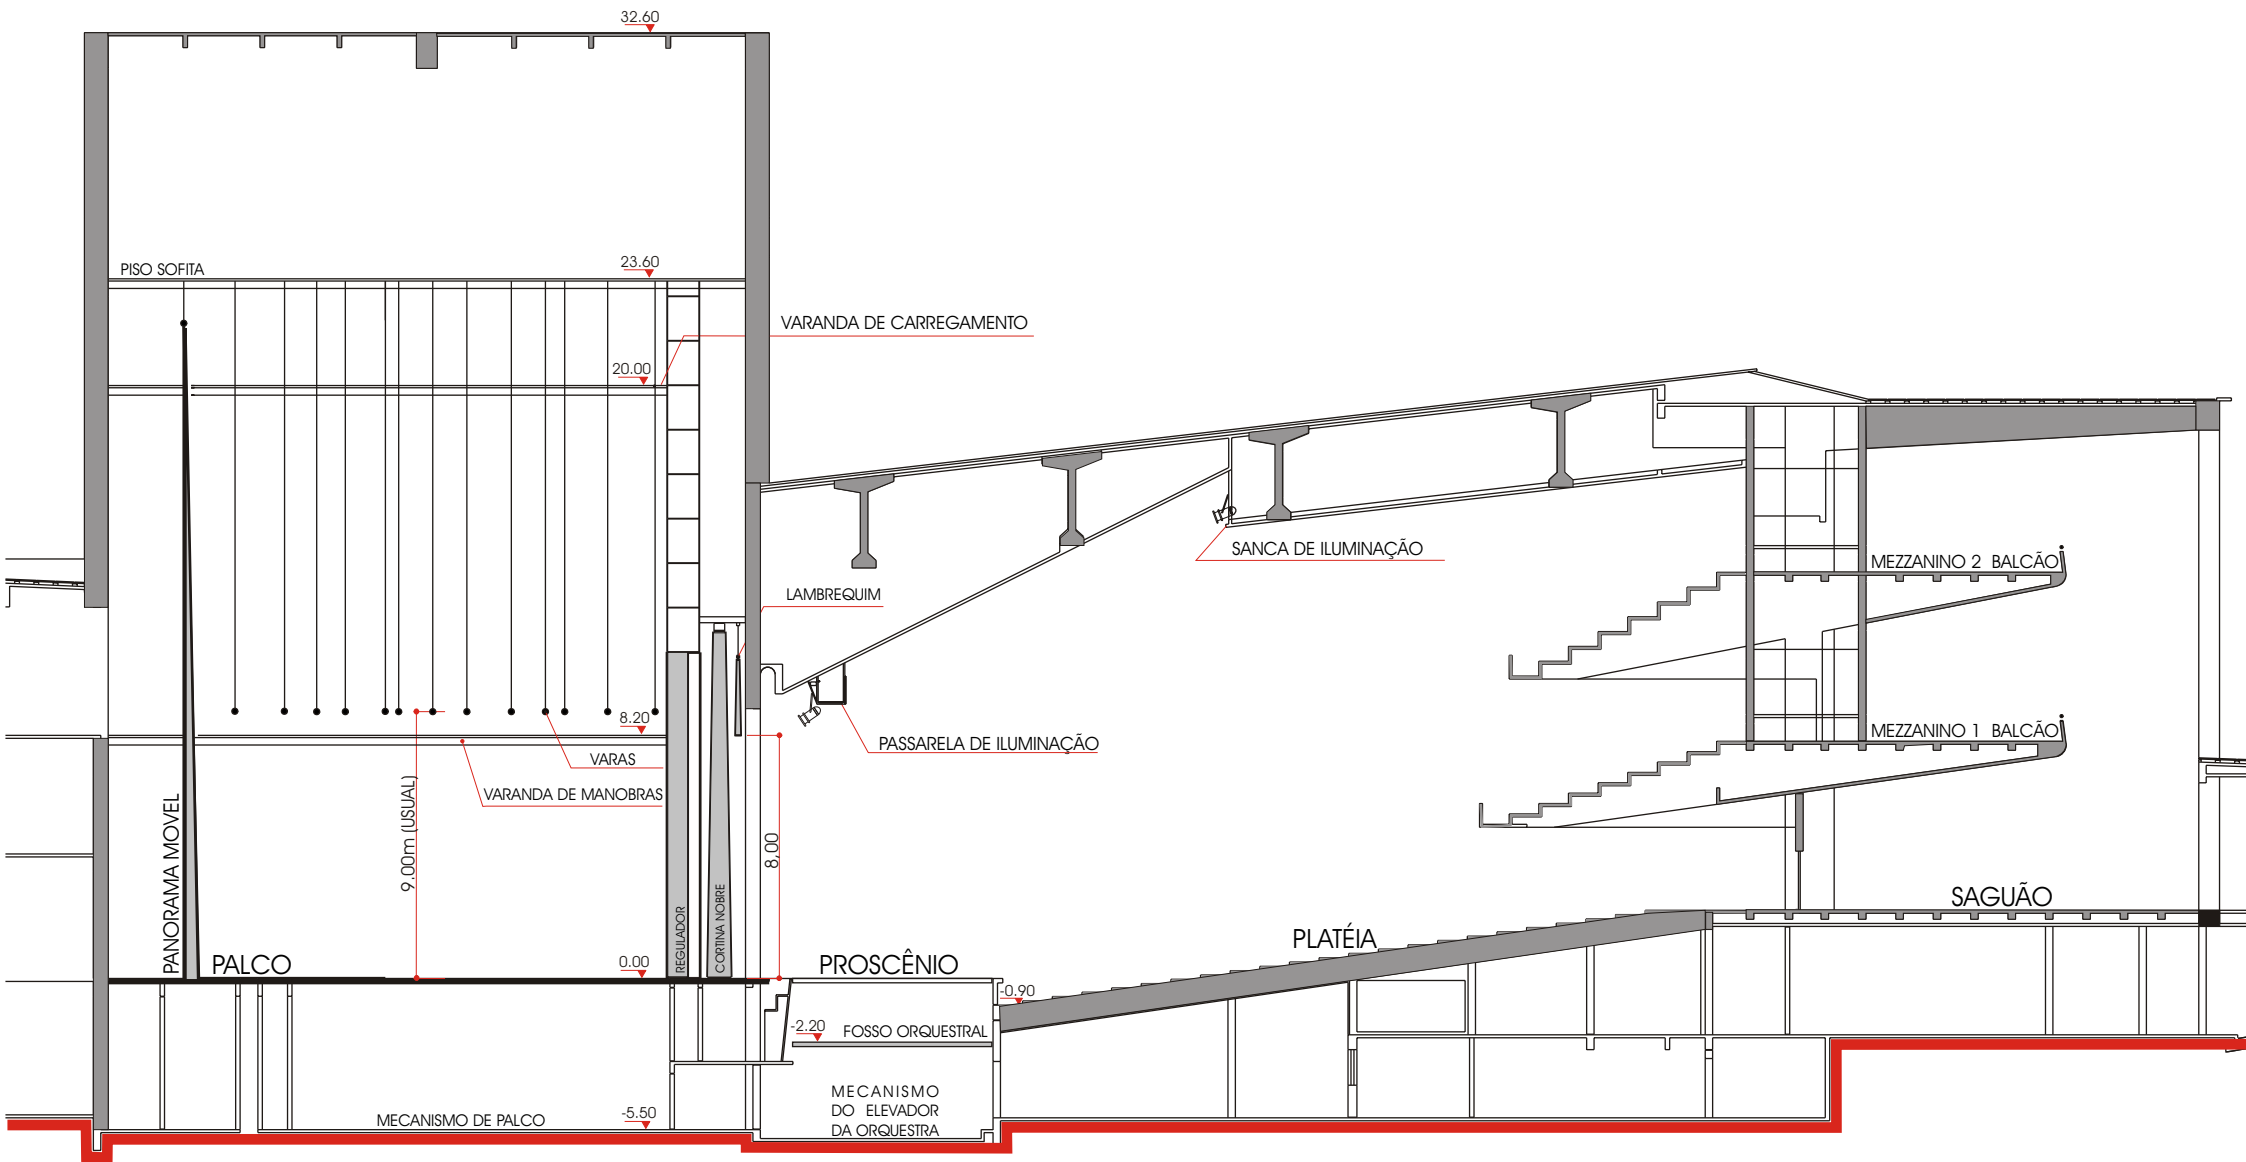 32.60
PISO SOFITA
23.60
VARANDA DE CARREGAMENTO
20.00
SANCA DE ILUMINAÇÃO
MEZZANINO 2 BALCÃO
LAMBREQUIM
8.20
MEZZANINO 1 BALCÃO
PASSARELA DE ILUMINAÇÃO
VARAS
VARANDA DE MANOBRAS
9.00m (USUAL)
8,00
PANORAMA MOVEL
REGULADOR
CORTINA NOBRE
SAGUÃO
PLATÉIA
PALCO
0.00
PROSCÊNIO
-0.90
-2.20
FOSSO ORQUESTRAL
MECANISMO
DO ELEVADOR
DA ORQUESTRA
MECANISMO DE PALCO
-5.50